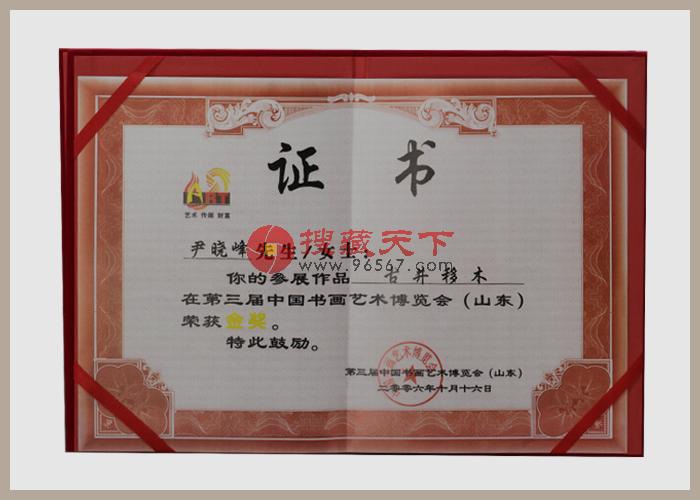 证书
ART
艺术 传媒 财富
尹晓峰先生/女士：
搜藏天下
www.96567.com
你的参展作品 古井移木
在第三届中国书画艺术博览会（山东）
荣获金奖。
特此鼓励。
第三届中国书画艺术博览会（山东）
二零零六年十月十六日